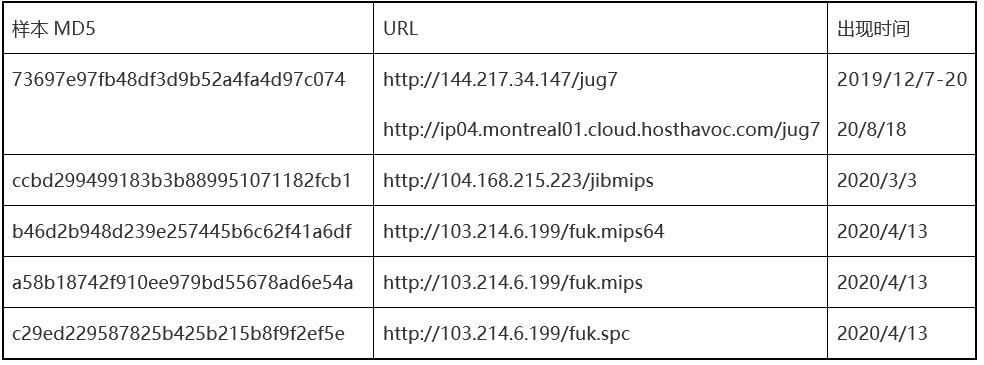 样本 MD5 URL 出现时间
73697e97fb48df3d9b52a4fa4d97c074 http://144.217.34.147/jug7 2019/12/7-20
http://ip04.montreal01.cloud.hosthavoc.com/jug7 20/8/18
ccbd299499183b3b889951071182fcb1 http://104.168.215.223/jibmips 2020/3/3
b46d2b948d239e257445b6c62f41a6df http://103.214.6.199/fuk.mips64 2020/4/13
a58b18742f910ee979bd55678ad6e54a http://103.214.6.199/fuk.mips 2020/4/13
c29ed229587825b425b215b8f9f2ef5e http://103.214.6.199/fuk.spc 2020/4/13